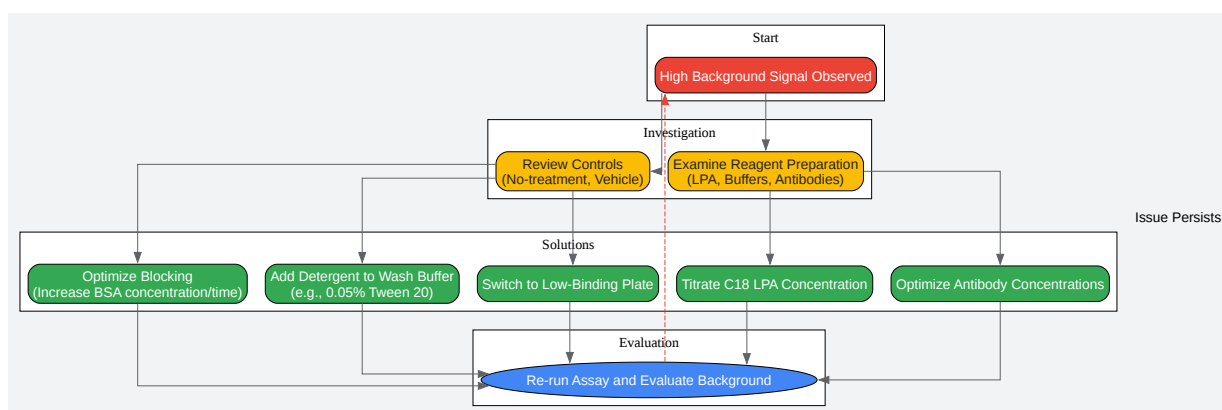 Start
High Background Signal Observed
Investigation
Review Controls
(No-treatment, Vehicle)
Examine Reagent Preparation
(LPA, Buffers, Antibodies)
Issue Persists
Solutions
Optimize Blocking
(Increase BSA concentration/time)
Add Detergent to Wash Buffer
(e.g., 0.05% Tween 20)
Switch to Low-Binding Plate
Titrate C18 LPA Concentration
Optimize Antibody Concentrations
Evaluation
Re-run Assay and Evaluate Background